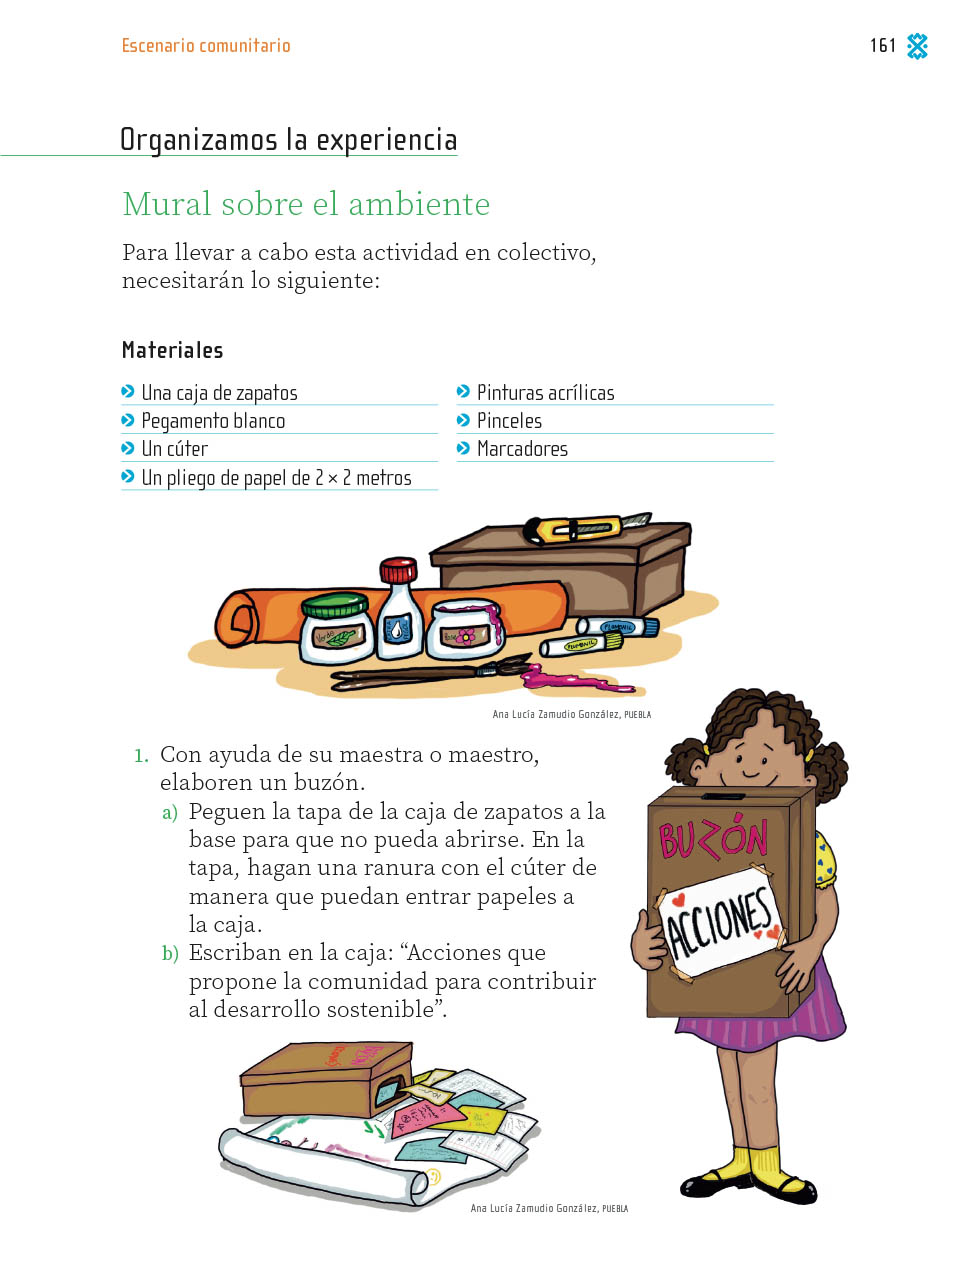 Escenario comunitario
161
Organizamos la experiencia
Mural sobre el ambiente
Para llevar a cabo esta actividad en colectivo,
necesitarán lo siguiente:
Materiales
Una caja de zapatos
Pegamento blanco
Un cúter
Un pliego de papel de 2 × 2 metros
Pinturas acrílicas
Pinceles
Marcadores
Verde
Rosa
PLUMONIL
PLUMONIL
Ana Lucía Zamudio González, PUEBLA
1. Con ayuda de su maestra o maestro,
elaboren un buzón.
a) Peguen la tapa de la caja de zapatos a la
base para que no pueda abrirse. En la
tapa, hagan una ranura con el cúter de
manera que puedan entrar papeles a
la caja.
b) Escriban en la caja: “Acciones que
propone la comunidad para contribuir
al desarrollo sostenible”.
BUZÓN
ACCIONES
Ana Lucía Zamudio González, PUEBLA